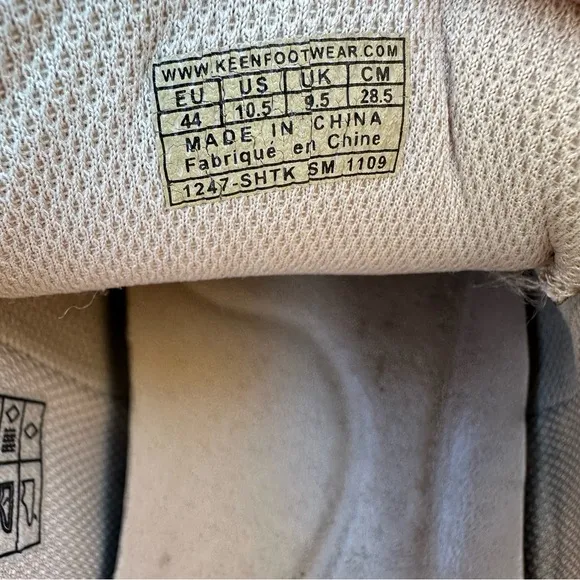 WWW.KEENFOOTWEAR.COM
EU US UK CM
44 10.5 9.5 28.5
MADE IN CHINA
Fabriqué en Chine
1247-SHTK SM 1109